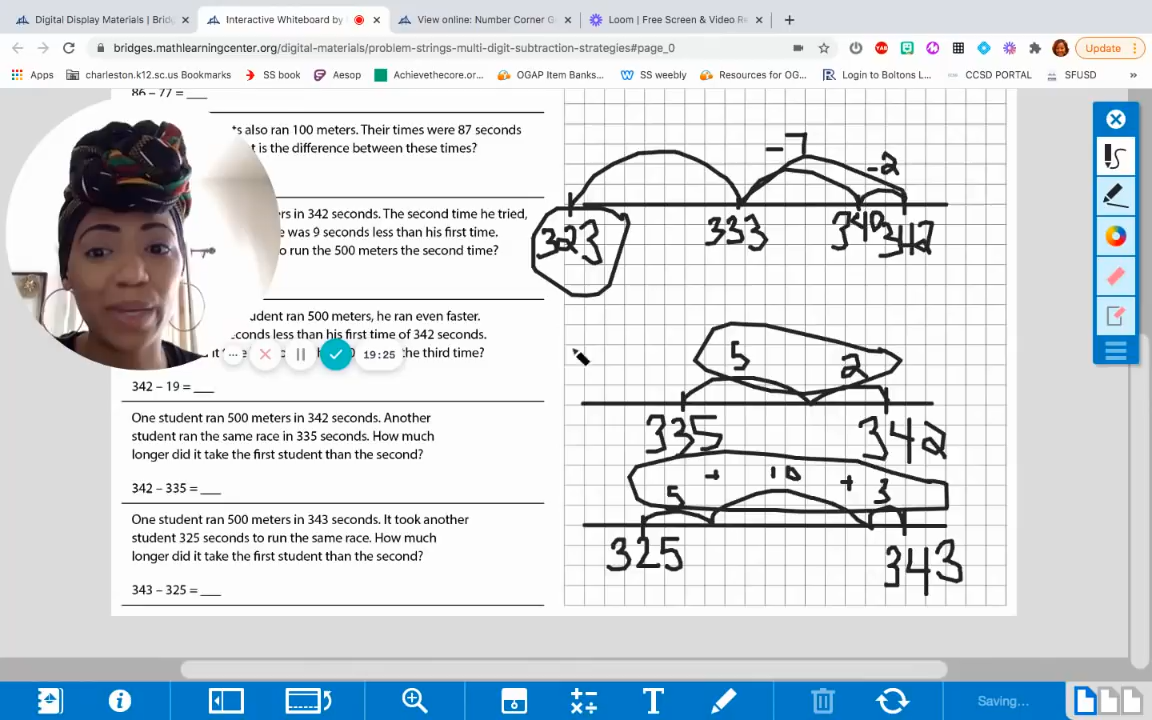 Digital Display Materials | Brid
Interactive Whiteboard by
View online: Number Corner G
Loom | Free Screen & Video Re
bridges.mathlearningcenter.org/digital-materials/problem-strings-multi-digit-subtraction-strategies#page_0
Update
Apps
charleston.k12.sc.us Bookmarks
SS book
Aesop
Achievethecore.org...
OGAP Item Banks...
SS weekly
Resources for OG...
Login to Boltons L...
CCSD PORTAL
SFUSD
»
86 – 77 = ___
ts also ran 100 meters. Their times were 87 seconds
t is the difference between these times?
rs in 342 seconds. The second time he tried,
e was 9 seconds less than his first time.
o run the 500 meters the second time?
udent ran 500 meters, he ran even faster.
conds less than his first time of 342 seconds.
the third time?
19:25
342 – 19 = ___
One student ran 500 meters in 342 seconds. Another
student ran the same race in 335 seconds. How much
longer did it take the first student than the second?
342 – 335 = ___
One student ran 500 meters in 343 seconds. It took another
student 325 seconds to run the same race. How much
longer did it take the first student than the second?
343 – 325 = ___
-7
-2
323
333
340
342
5
2
335
342
5 + 10 + 3
325
343
Saving...